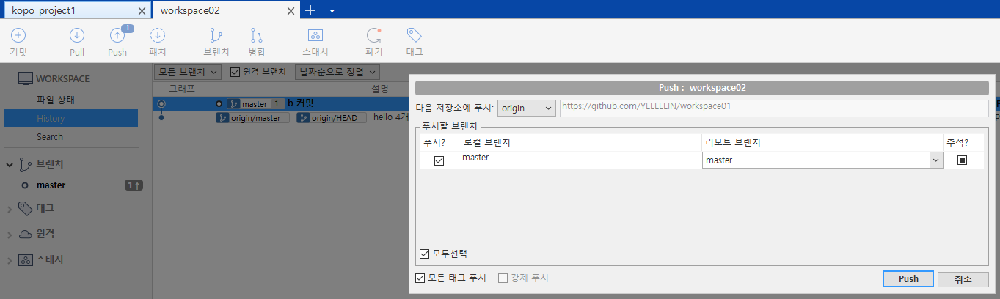 kopo_project1
workspace02
커밋
Pull
1
Push
패치
브랜치
병합
스태시
폐기
태그
WORKSPACE
파일 상태
History
Search
브랜치
master 1↑
태그
원격
스태시
모든 브랜치 원격 브랜치 날짜순으로 정렬
그래프 설명
master 1 b 커밋
origin/master origin/HEAD hello 4개
Push : workspace02
다음 저장소에 푸시: origin https://github.com/YEEEEEIN/workspace01
푸시할 브랜치
푸시? 로컬 브랜치 리모트 브랜치 추적?
master master
모두선택
모든 태그 푸시 강제 푸시
Push 취소